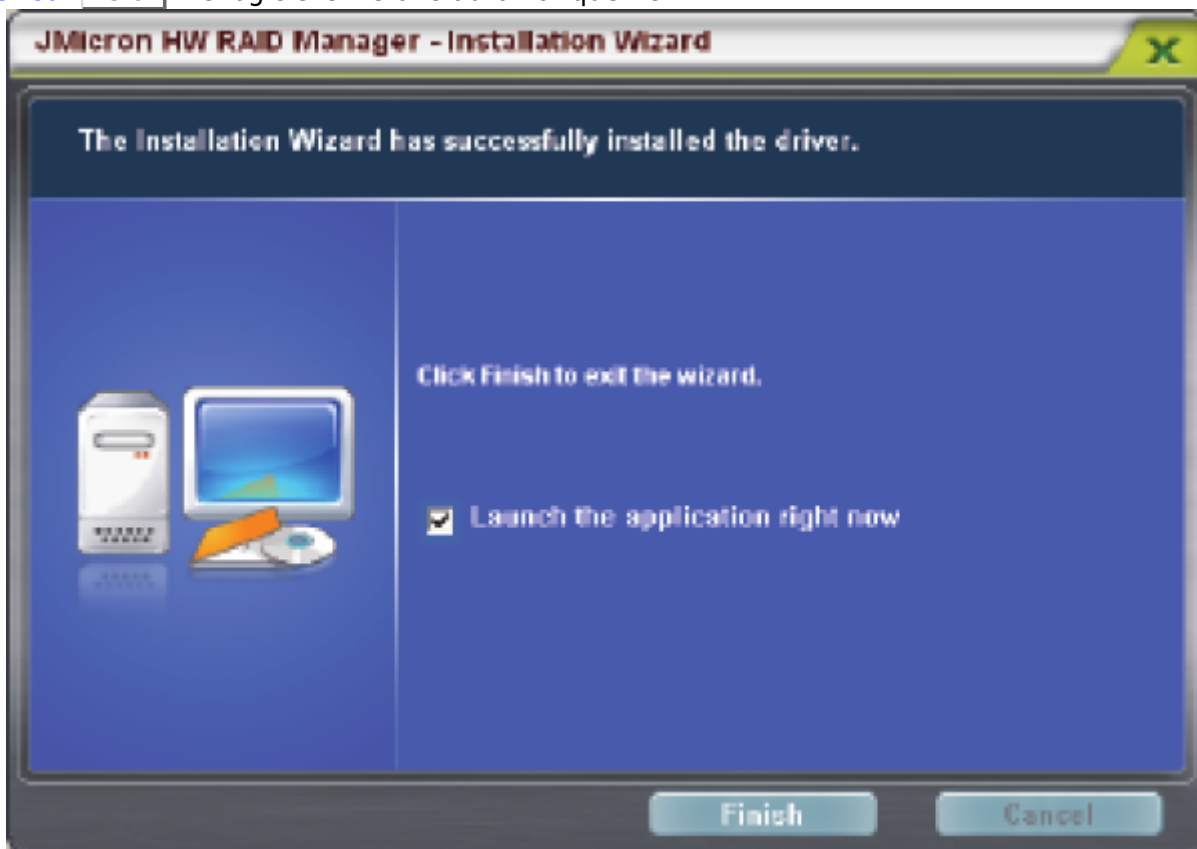 JMicron HW RAID Manager - Installation Wizard
The Installation Wizard has successfully installed the driver.
Click Finish to exit the wizard.
Launch the application right now
Finish
Cancel